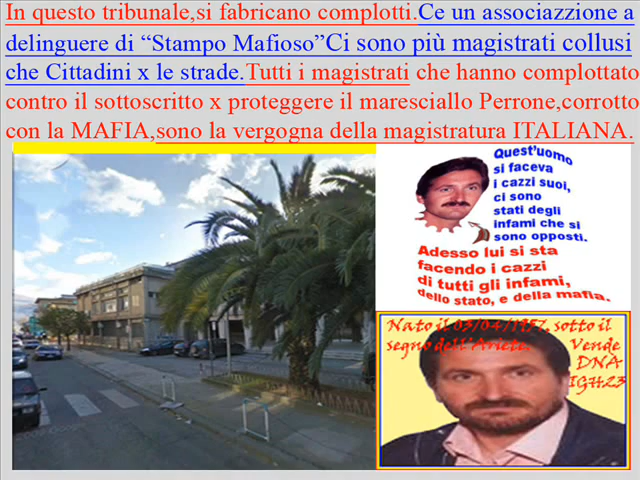 In questo tribunale,si fabricano complotti.Ce un associazzione a
delinguere di “Stampo Mafioso”Ci sono più magistrati collusi
che Cittadini x le strade.Tutti i magistrati che hanno complottato
contro il sottoscritto x proteggere il maresciallo Perrone,corrotto
con la MAFIA,sono la vergogna della magistratura ITALIANA.
Quest'uomo
si faceva
i cazzi suoi,
ci sono
stati degli
infami che si
sono opposti.
Adesso lui si sta
facendo i cazzi
di tutti gli infami,
dello stato, e della mafia.
Nato il 03/04/1957, sotto il
segno dell'Ariete.
Vende
DNA
IGH23